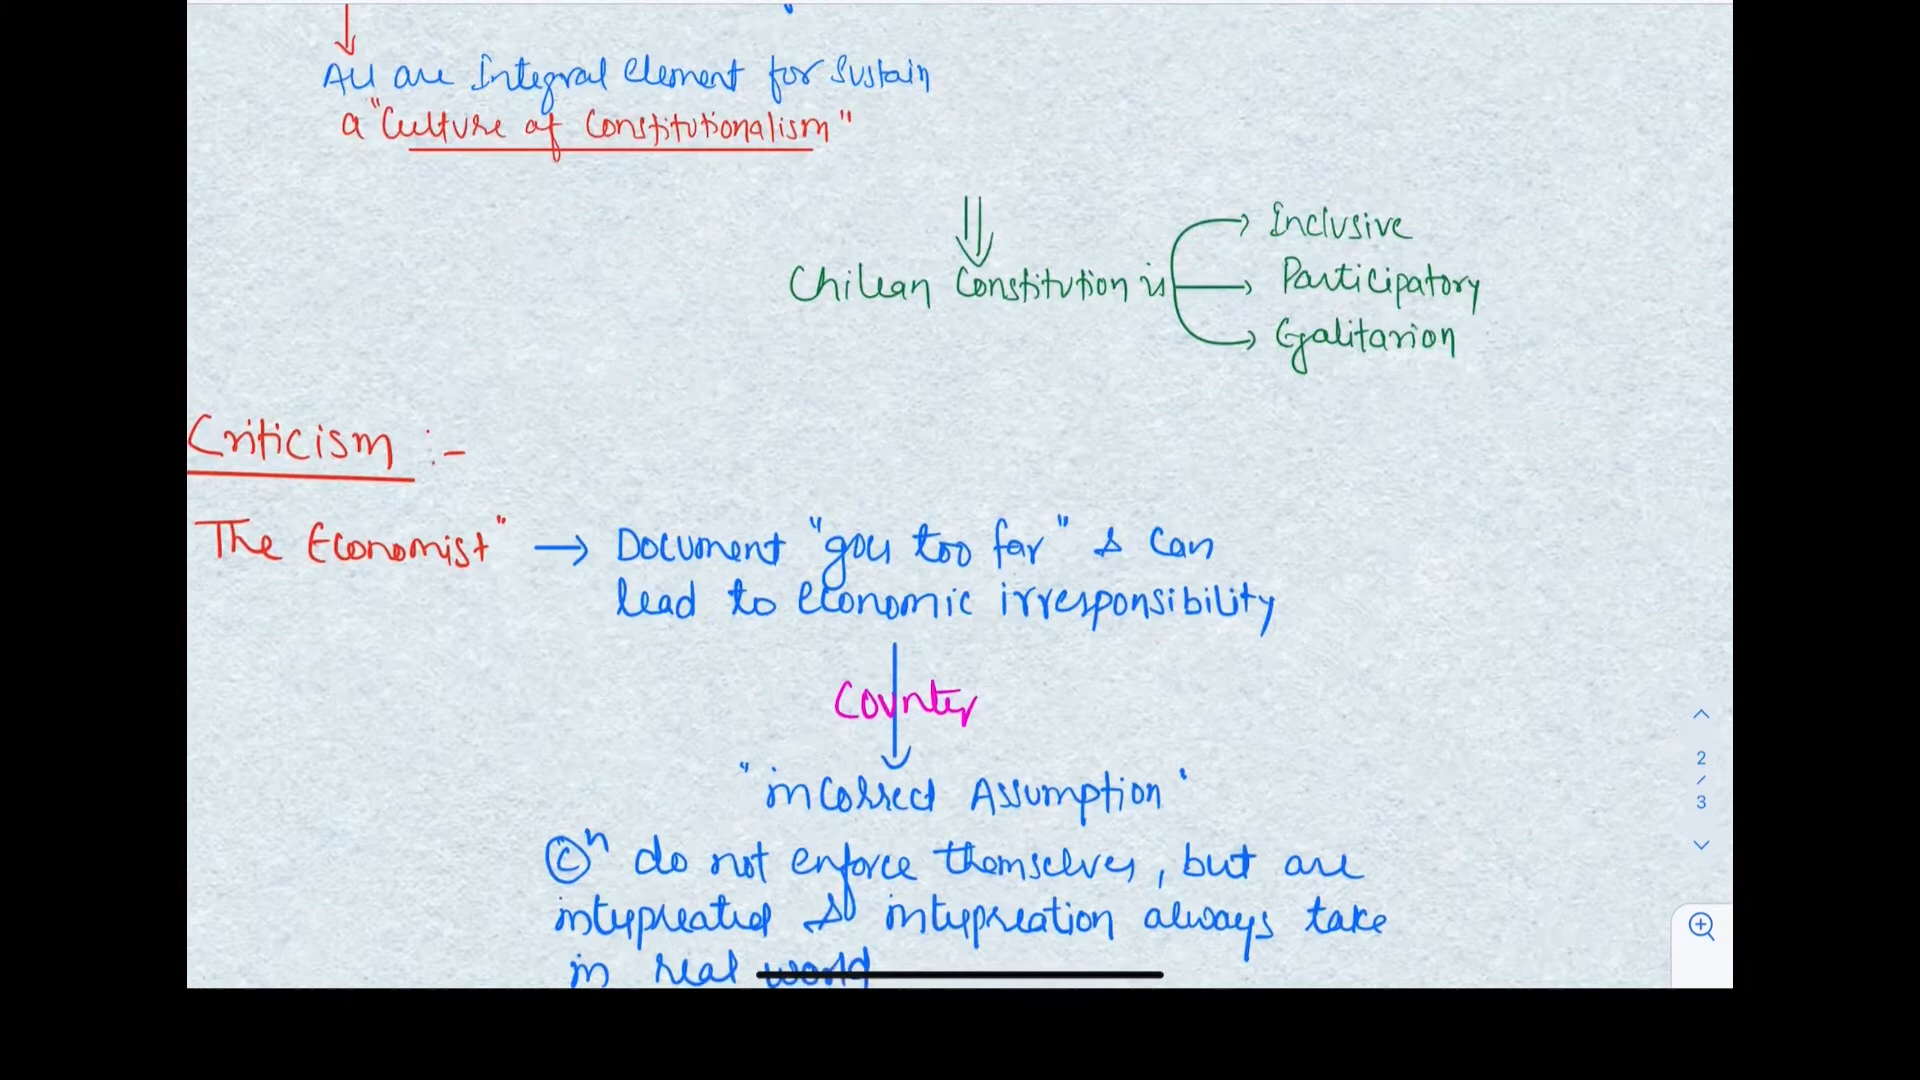 All are Integral element for Sustain
a "Culture of Constitutionalism"
Chilean Constitution is
Inclusive
Participatory
Egalitarion
Criticism :-
The Economist" → Document "goes too far" & can
lead to economic irresponsibility
Counter
"incorrect Assumption"
©n do not enforce themselves, but are
interpreated & interpreation always take
in real world
2
/
3